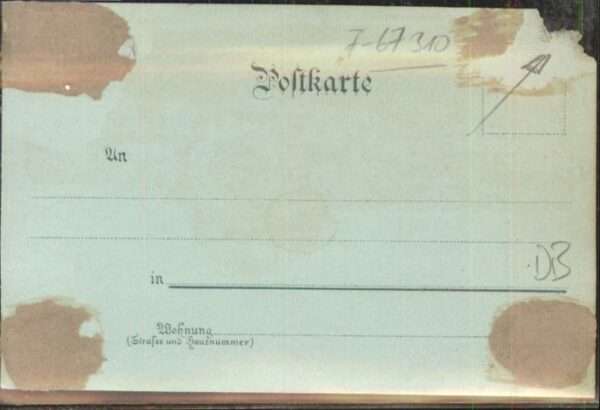 7-67310
Postkarte
An
DB
in
Wohnung
(Strasse und Hausnummer)